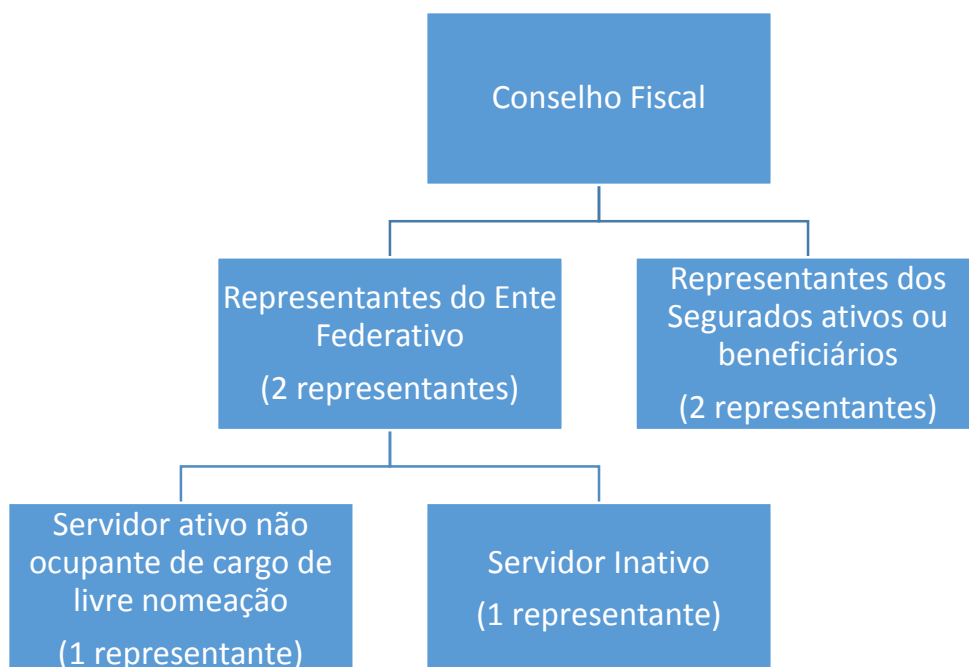 Conselho Fiscal
Representantes do Ente
Federativo
(2 representantes)
Representantes dos
Segurados ativos ou
beneficiários
(2 representantes)
Servidor ativo não
ocupante de cargo de
livre nomeação
(1 representante)
Servidor Inativo
(1 representante)